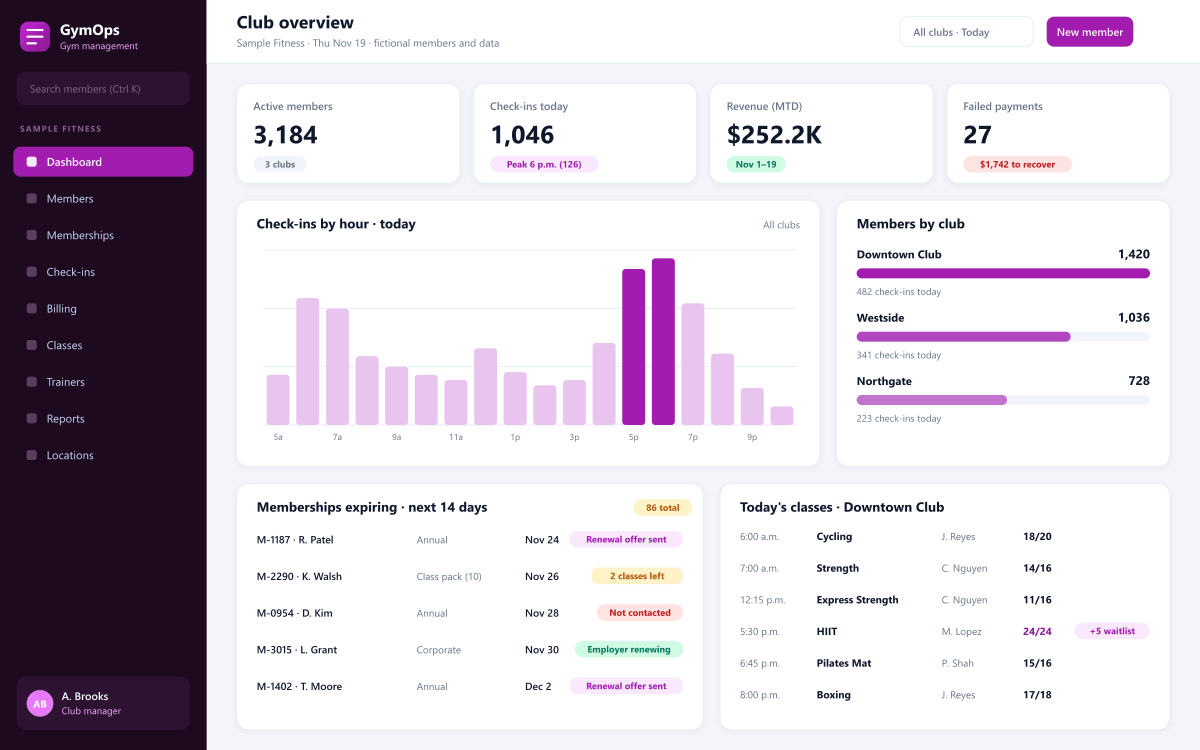 GymOps
Gym management
Search members (Ctrl K)
SAMPLE FITNESS
Dashboard
Members
Memberships
Check-ins
Billing
Classes
Trainers
Reports
Locations
AB
A. Brooks
Club manager
Club overview
Sample Fitness · Thu Nov 19 · fictional members and data
All clubs · Today
New member
Active members
3,184
3 clubs
Check-ins today
1,046
Peak 6 p.m. (126)
Revenue (MTD)
$252.2K
Nov 1–19
Failed payments
27
$1,742 to recover
Check-ins by hour · today
All clubs
5a 7a 9a 11a 1p 3p 5p 7p 9p
Members by club
Downtown Club 1,420
482 check-ins today
Westside 1,036
341 check-ins today
Northgate 728
223 check-ins today
Memberships expiring · next 14 days
86 total
M-1187 · R. Patel Annual Nov 24 Renewal offer sent
M-2290 · K. Walsh Class pack (10) Nov 26 2 classes left
M-0954 · D. Kim Annual Nov 28 Not contacted
M-3015 · L. Grant Corporate Nov 30 Employer renewing
M-1402 · T. Moore Annual Dec 2 Renewal offer sent
Today's classes · Downtown Club
6:00 a.m. Cycling J. Reyes 18/20
7:00 a.m. Strength C. Nguyen 14/16
12:15 p.m. Express Strength C. Nguyen 11/16
5:30 p.m. HIIT M. Lopez 24/24 +5 waitlist
6:45 p.m. Pilates Mat P. Shah 15/16
8:00 p.m. Boxing J. Reyes 17/18